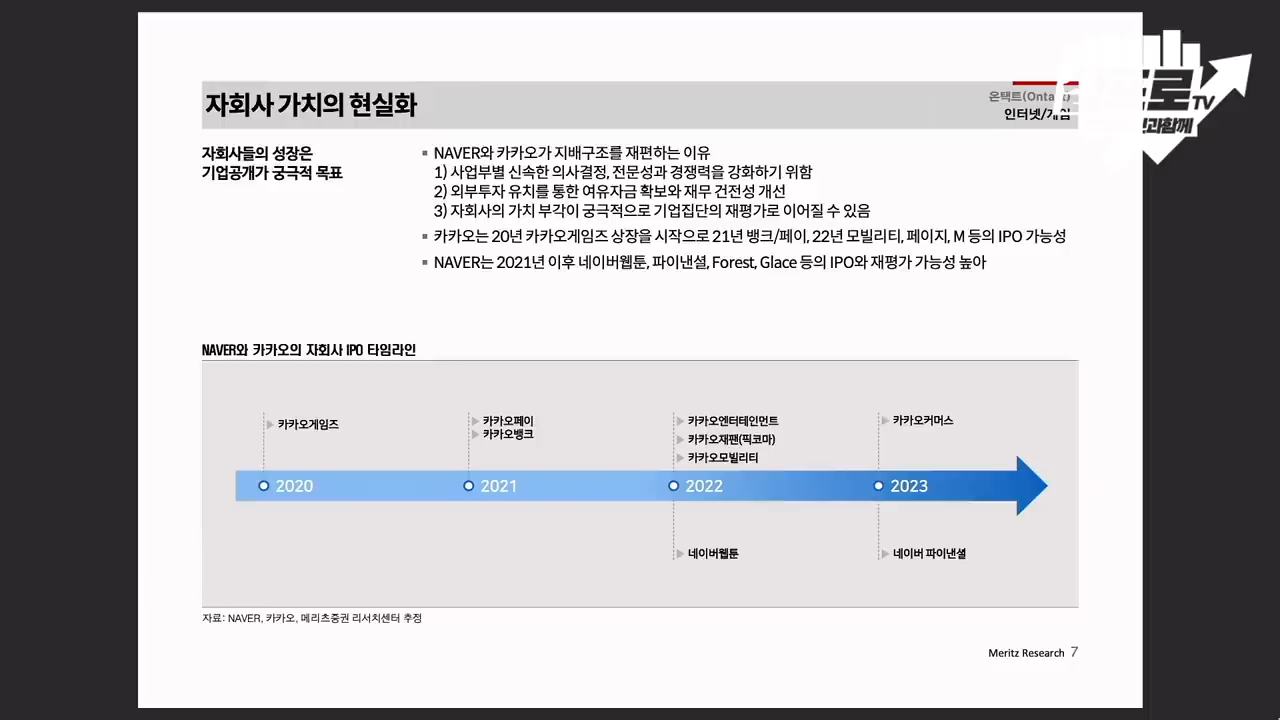 자회사 가치의 현실화
인터넷/게임
자회사들의 성장은
기업공개가 궁극적 목표
NAVER와 카카오가 지배구조를 재편하는 이유
1) 사업부별 신속한 의사결정, 전문성과 경쟁력을 강화하기 위함
2) 외부투자 유치를 통한 여유자금 확보와 재무 건전성 개선
3) 자회사의 가치 부각이 궁극적으로 기업집단의 재평가로 이어질 수 있음
카카오는 20년 카카오게임즈 상장을 시작으로 21년 뱅크/페이, 22년 모빌리티, 페이지, M 등의 IPO 가능성
NAVER는 2021년 이후 네이버웹툰, 파이낸셜, Forest, Glace 등의 IPO와 재평가 가능성 높아
NAVER와 카카오의 자회사 IPO 타임라인
카카오게임즈
카카오페이
카카오뱅크
카카오엔터테인먼트
카카오재팬(픽코마)
카카오모빌리티
카카오커머스
2020 2021 2022 2023
네이버웹툰
네이버 파이낸셜
자료: NAVER, 카카오, 메리츠증권 리서치센터 추정
Meritz Research 7